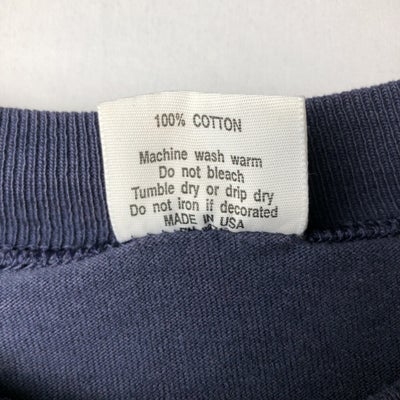 100% COTTON
Machine wash warm
Do not bleach
Tumble dry or drip dry
Do not iron if decorated
MADE IN USA